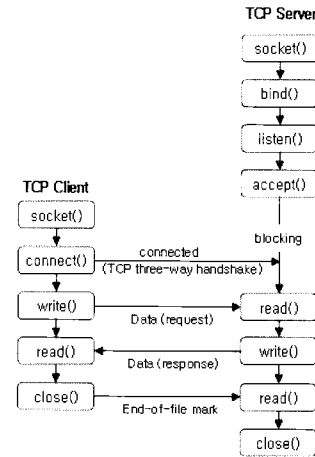 TCP Server
socket()
bind()
listen()
accept()
blocking
TCP Client
socket()
connect()
connected
(TCP three-way handshake)
write()
Data (request)
read()
read()
Data (response)
write()
close()
End-of-file mark
read()
close()